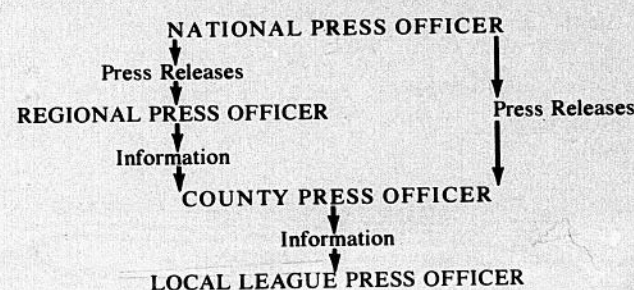 NATIONAL PRESS OFFICER
Press Releases
REGIONAL PRESS OFFICER
Press Releases
Information
COUNTY PRESS OFFICER
Information
LOCAL LEAGUE PRESS OFFICER